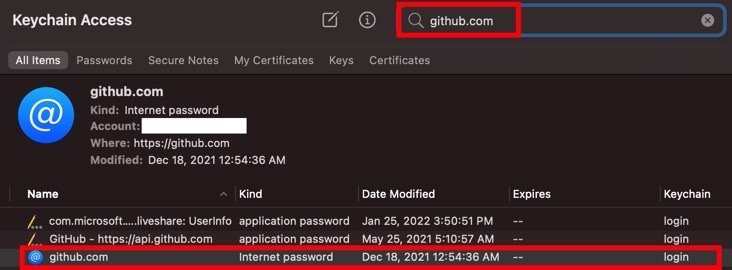 Keychain Access
github.com
All Items Passwords Secure Notes My Certificates Keys Certificates
github.com
Kind: Internet password
Account:
Where: https://github.com
Modified: Dec 18, 2021 12:54:36 AM
Name Kind Date Modified Expires Keychain
com.microsoft.....liveshare: UserInfo application password Jan 25, 2022 3:50:51 PM -- login
GitHub - https://api.github.com application password May 25, 2021 5:10:57 AM -- login
github.com Internet password Dec 18, 2021 12:54:36 AM -- login